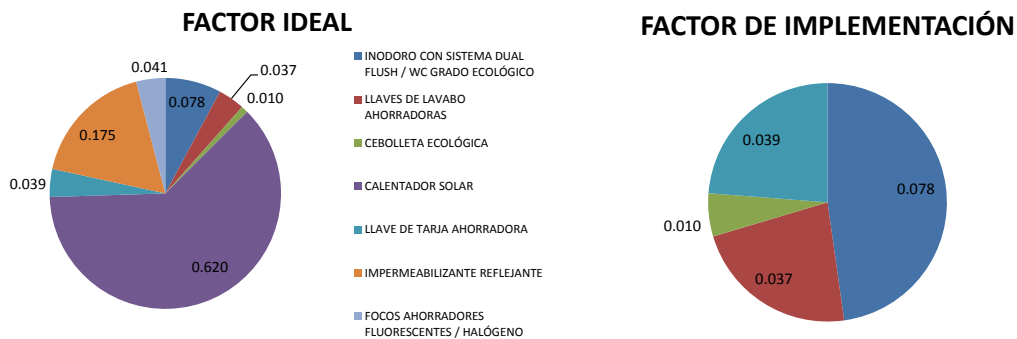 FACTOR IDEAL
0.041
0.078
0.037
0.010
0.175
0.039
0.620
INODORO CON SISTEMA DUAL
FLUSH / WC GRADO ECOLÓGICO
LLAVES DE LAVABO
AHORRADORAS
CEBOLLETA ECOLÓGICA
CALENTADOR SOLAR
LLAVE DE TARJA AHORRADORA
IMPERMEABILIZANTE REFLEJANTE
FOCOS AHORRADORES
FLUORESCENTES / HALÓGENO
FACTOR DE IMPLEMENTACIÓN
0.039
0.078
0.010
0.037